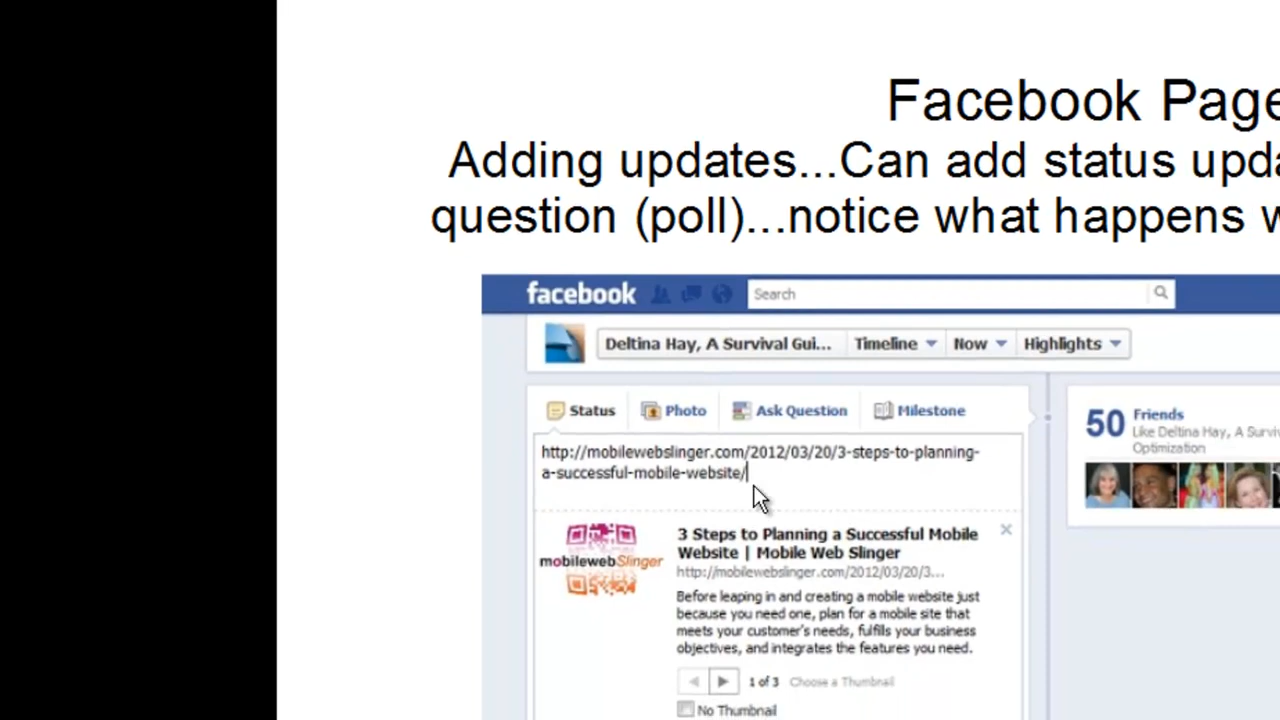 Facebook Page
Adding updates...Can add status upda
question (poll)...notice what happens w
facebook
Search
Deltina Hay, A Survival Gui...
Timeline
Now
Highlights
Status
Photo
Ask Question
Milestone
http://mobilewebslinger.com/2012/03/20/3-steps-to-planning-
a-successful-mobile-website/
50
Friends
Like Deltina Hay, A Surviv
Optimization
mobilewebSlinger
3 Steps to Planning a Successful Mobile
Website | Mobile Web Slinger
http://mobilewebslinger.com/2012/03/20/3...
Before leaping in and creating a mobile website just
because you need one, plan for a mobile site that
meets your customer's needs, fulfills your business
objectives, and integrates the features you need.
1 of 3 Choose a Thumbnail
No Thumbnail